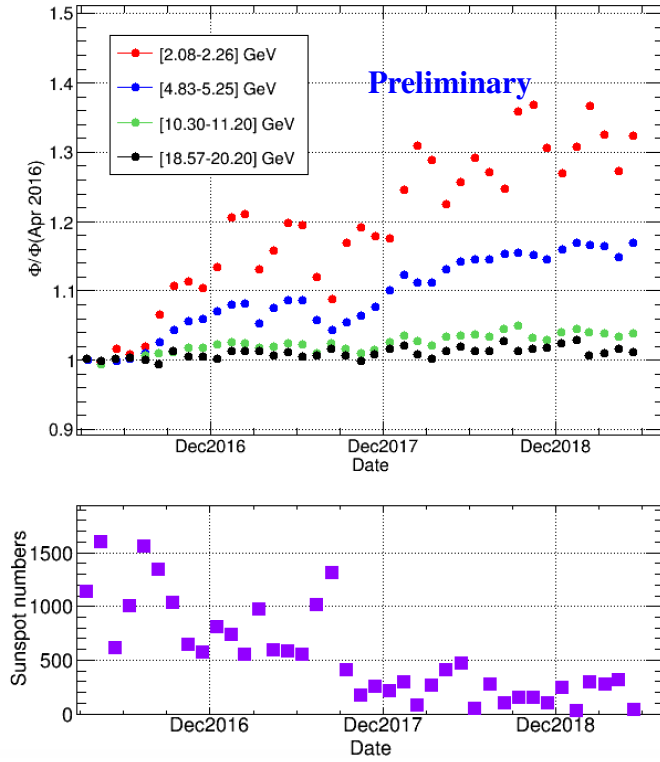 1.5
1.4
1.3
1.2
1.1
1
0.9
Φ/Φ(Apr 2016)
[2.08-2.26] GeV
[4.83-5.25] GeV
[10.30-11.20] GeV
[18.57-20.20] GeV
Preliminary
Dec2016 Dec2017 Dec2018
Date
1500
1000
500
0
Sunspot numbers
Dec2016 Dec2017 Dec2018
Date